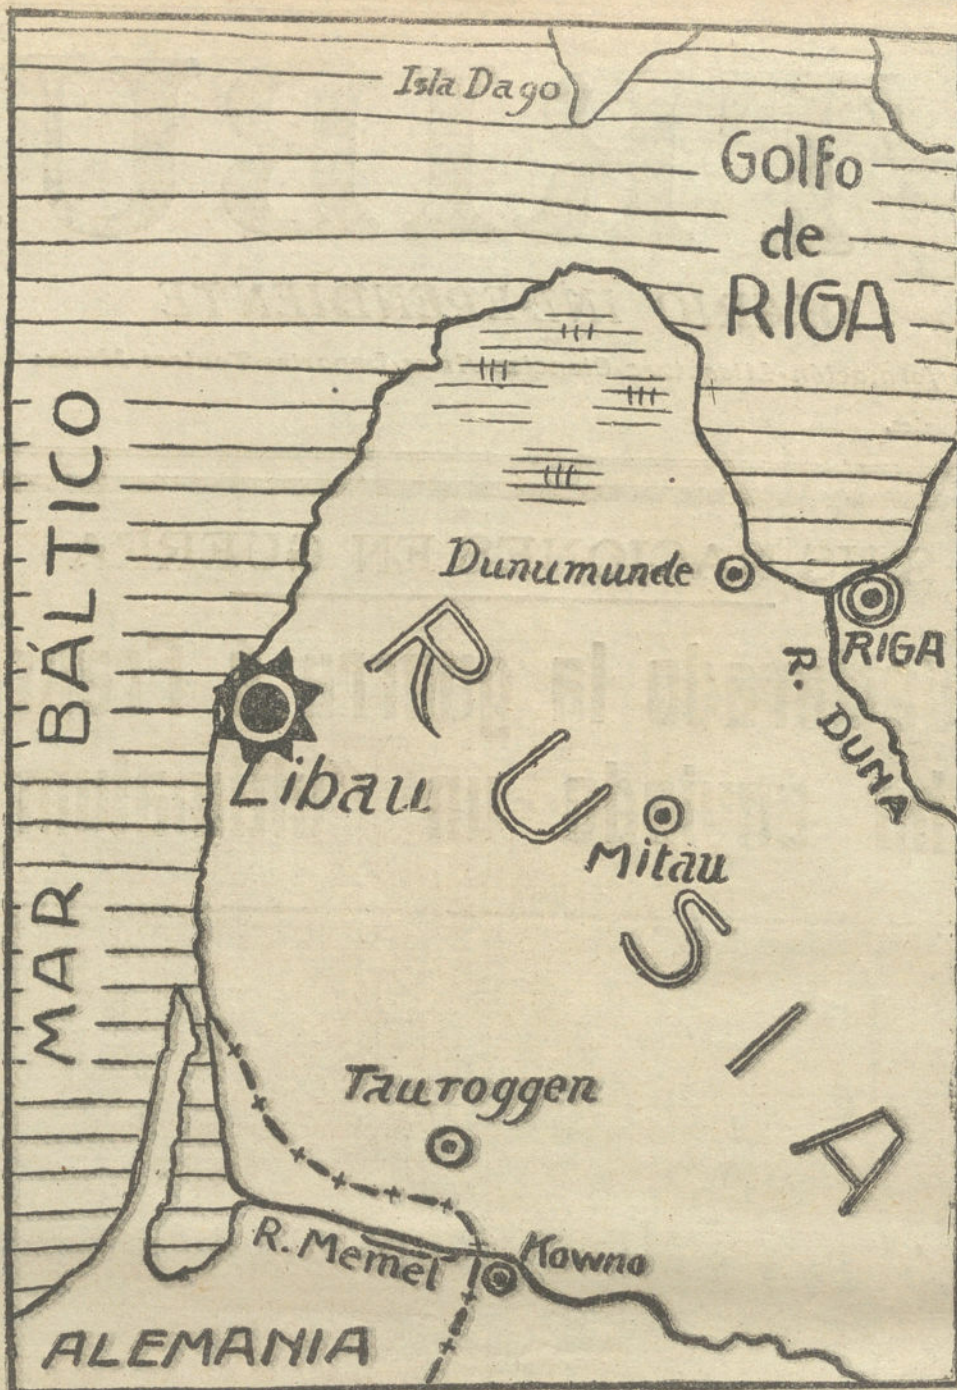 Isla Dago
Golfo
de
RIGA
MAR BÁLTICO
Dunumunde
RIGA
R. DUNA
RUSIA
Libau
Mitau
Tauroggen
R. Memel
Kowno
ALEMANIA